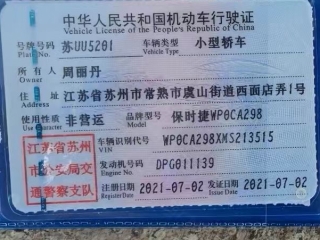 中华人民共和国机动车行驶证
Vehicle License of the People's Republic of China
号牌号码 苏UU5201 车辆类型 小型轿车
Plate No. Vehicle Type
所有人 周丽丹
Owner
住址 江苏省苏州市常熟市虞山街道西面店弄1号
Address
使用性质 非营运 品牌型号 保时捷WP0CA298
Use Character Model
江苏省苏州
市公安局交
通警察支队
车辆识别代号 WP0CA298XMS213515
VIN
发动机号码 DPG011139
Engine No.
注册日期 2021-07-02 发证日期 2021-07-02
Register Date Issue Date